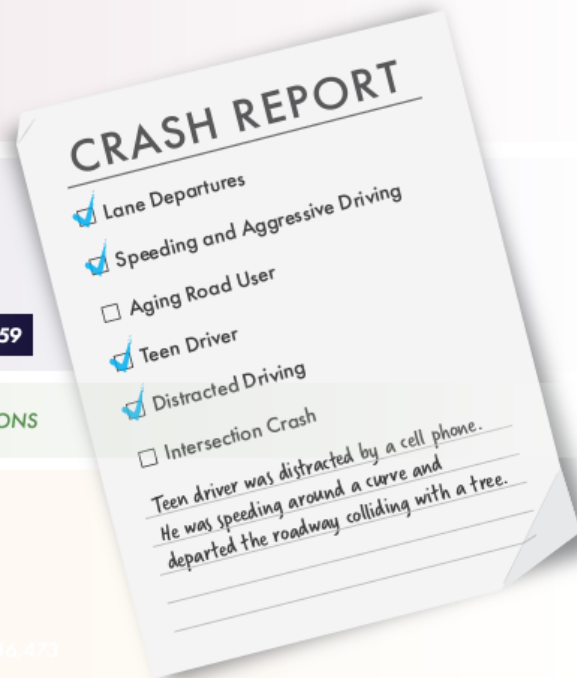 CRASH REPORT
Lane Departures
Speeding and Aggressive Driving
Aging Road User
59
Teen Driver
Distracted Driving
ONS
Intersection Crash
Teen driver was distracted by a cell phone.
He was speeding around a curve and
departed the roadway colliding with a tree.
16,473